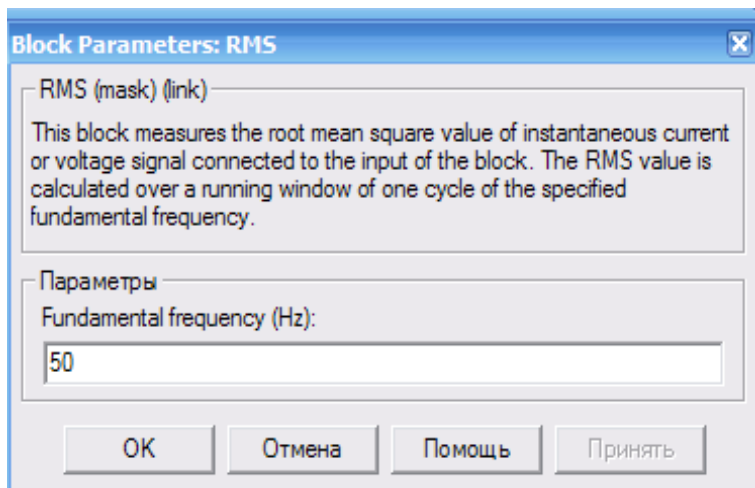 Block Parameters: RMS
RMS (mask) (link)
This block measures the root mean square value of instantaneous current
or voltage signal connected to the input of the block. The RMS value is
calculated over a running window of one cycle of the specified
fundamental frequency.
Параметры
Fundamental frequency (Hz):
50
OK Отмена Помощь Принять